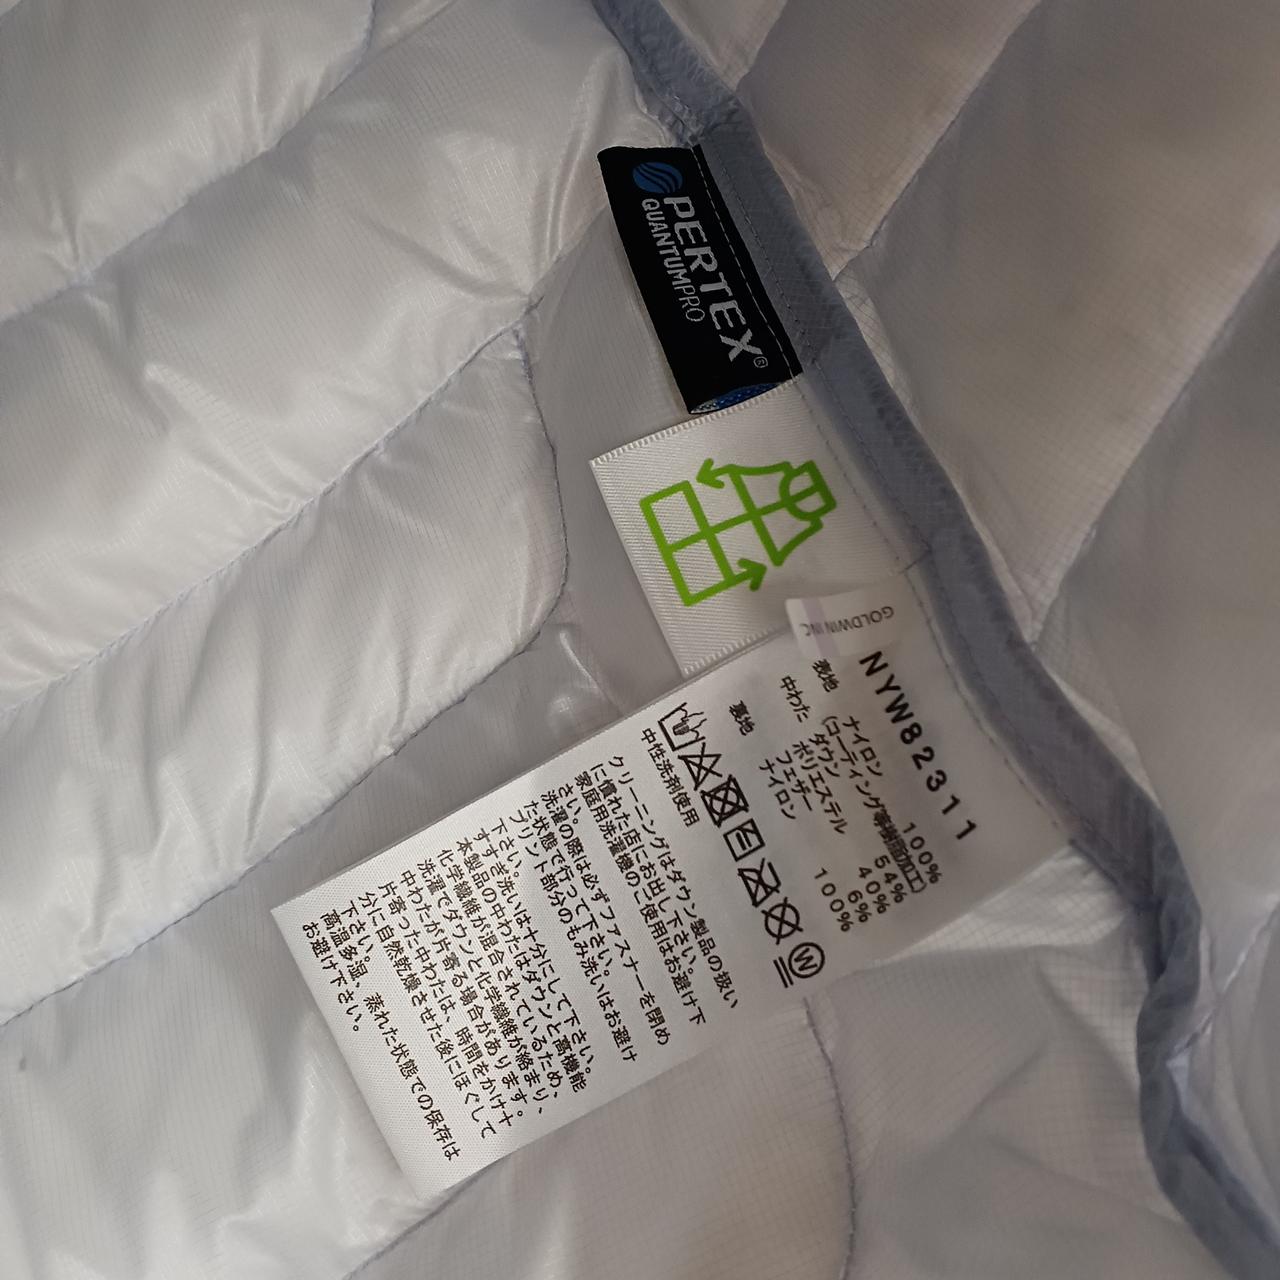 PERTEX®
QUANTUMPRO
GOLDWIN INC
NYW82311
表地 ナイロン 100%
(コーティング等樹脂加工)
中わた ダウン 54%
ポリエステル 40%
フェザー 6%
裏地 ナイロン 100%
W
中性洗剤使用
クリーニングはダウン製品の扱い
に慣れた店にお出し下さい。
家庭用洗濯機のご使用はお避け下
さい。
洗濯の際は必ずファスナーを閉め
た状態で行って下さい。
プリント部分のもみ洗いはお避け
下さい。
すすぎ洗いは十分にして下さい。
本製品の中わたはダウンと高機能
化学繊維が混合されているため、
洗濯でダウンと化学繊維が絡まり、
中わたが片寄る場合があります。
片寄った中わたは、時間をかけ十
分に自然乾燥させた後にほぐして
下さい。
高温多湿、蒸れた状態での保存は
お避け下さい。